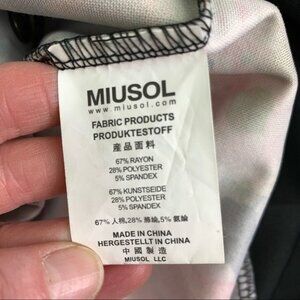 MIUSOL
www.miusol.com
FABRIC PRODUCTS
PRODUKTESTOFF
産品面料
67% RAYON
28% POLYESTER
5% SPANDEX
67% KUNSTSEIDE
28% POLYESTER
5% SPANDEX
67% 人棉,28% 滌綸,5% 氨綸
MADE IN CHINA
HERGESTELLT IN CHINA
中國製造
MIUSOL LLC